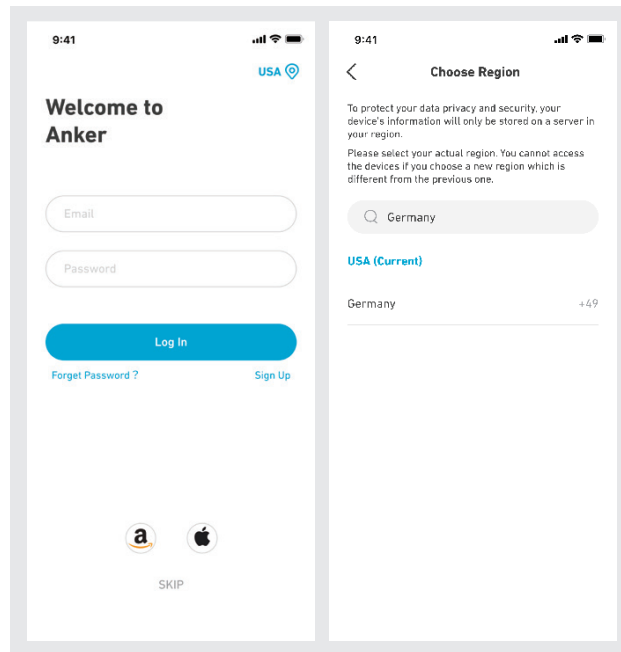 9:41
USA
Welcome to
Anker
Email
Password
Log In
Forget Password ?
Sign Up
a
SKIP
9:41
Choose Region
To protect your data privacy and security, your
device's information will only be stored on a server in
your region.
Please select your actual region. You cannot access
the devices if you choose a new region which is
different from the previous one.
Germany
USA (Current)
Germany
+49